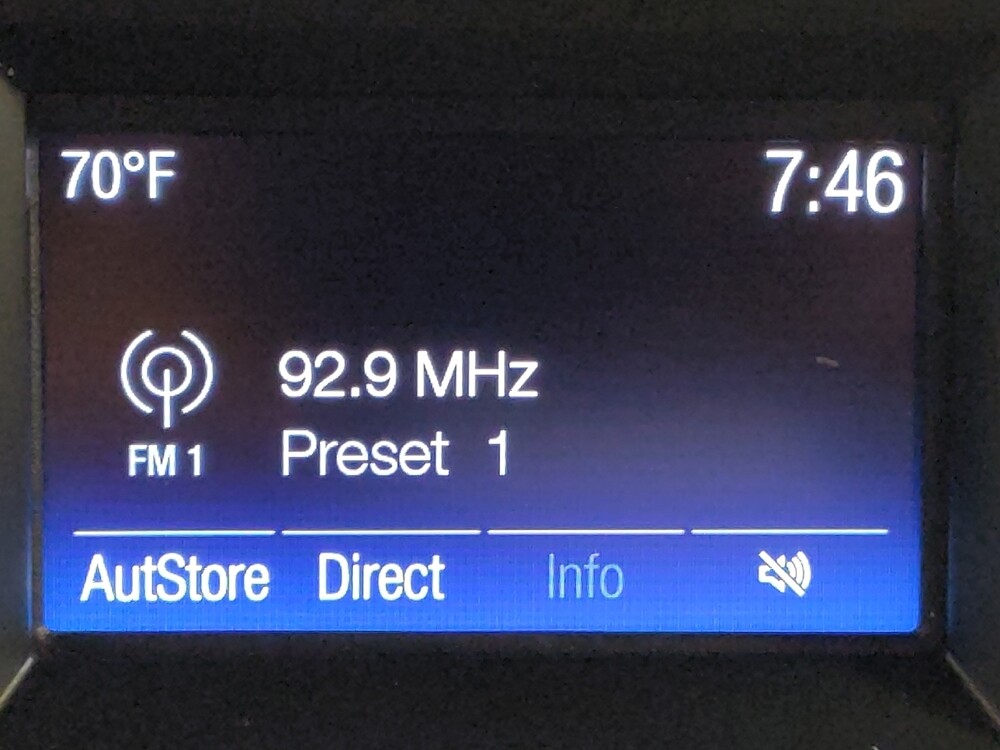 70°F
7:46
92.9 MHz
FM 1
Preset 1
AutStore Direct Info